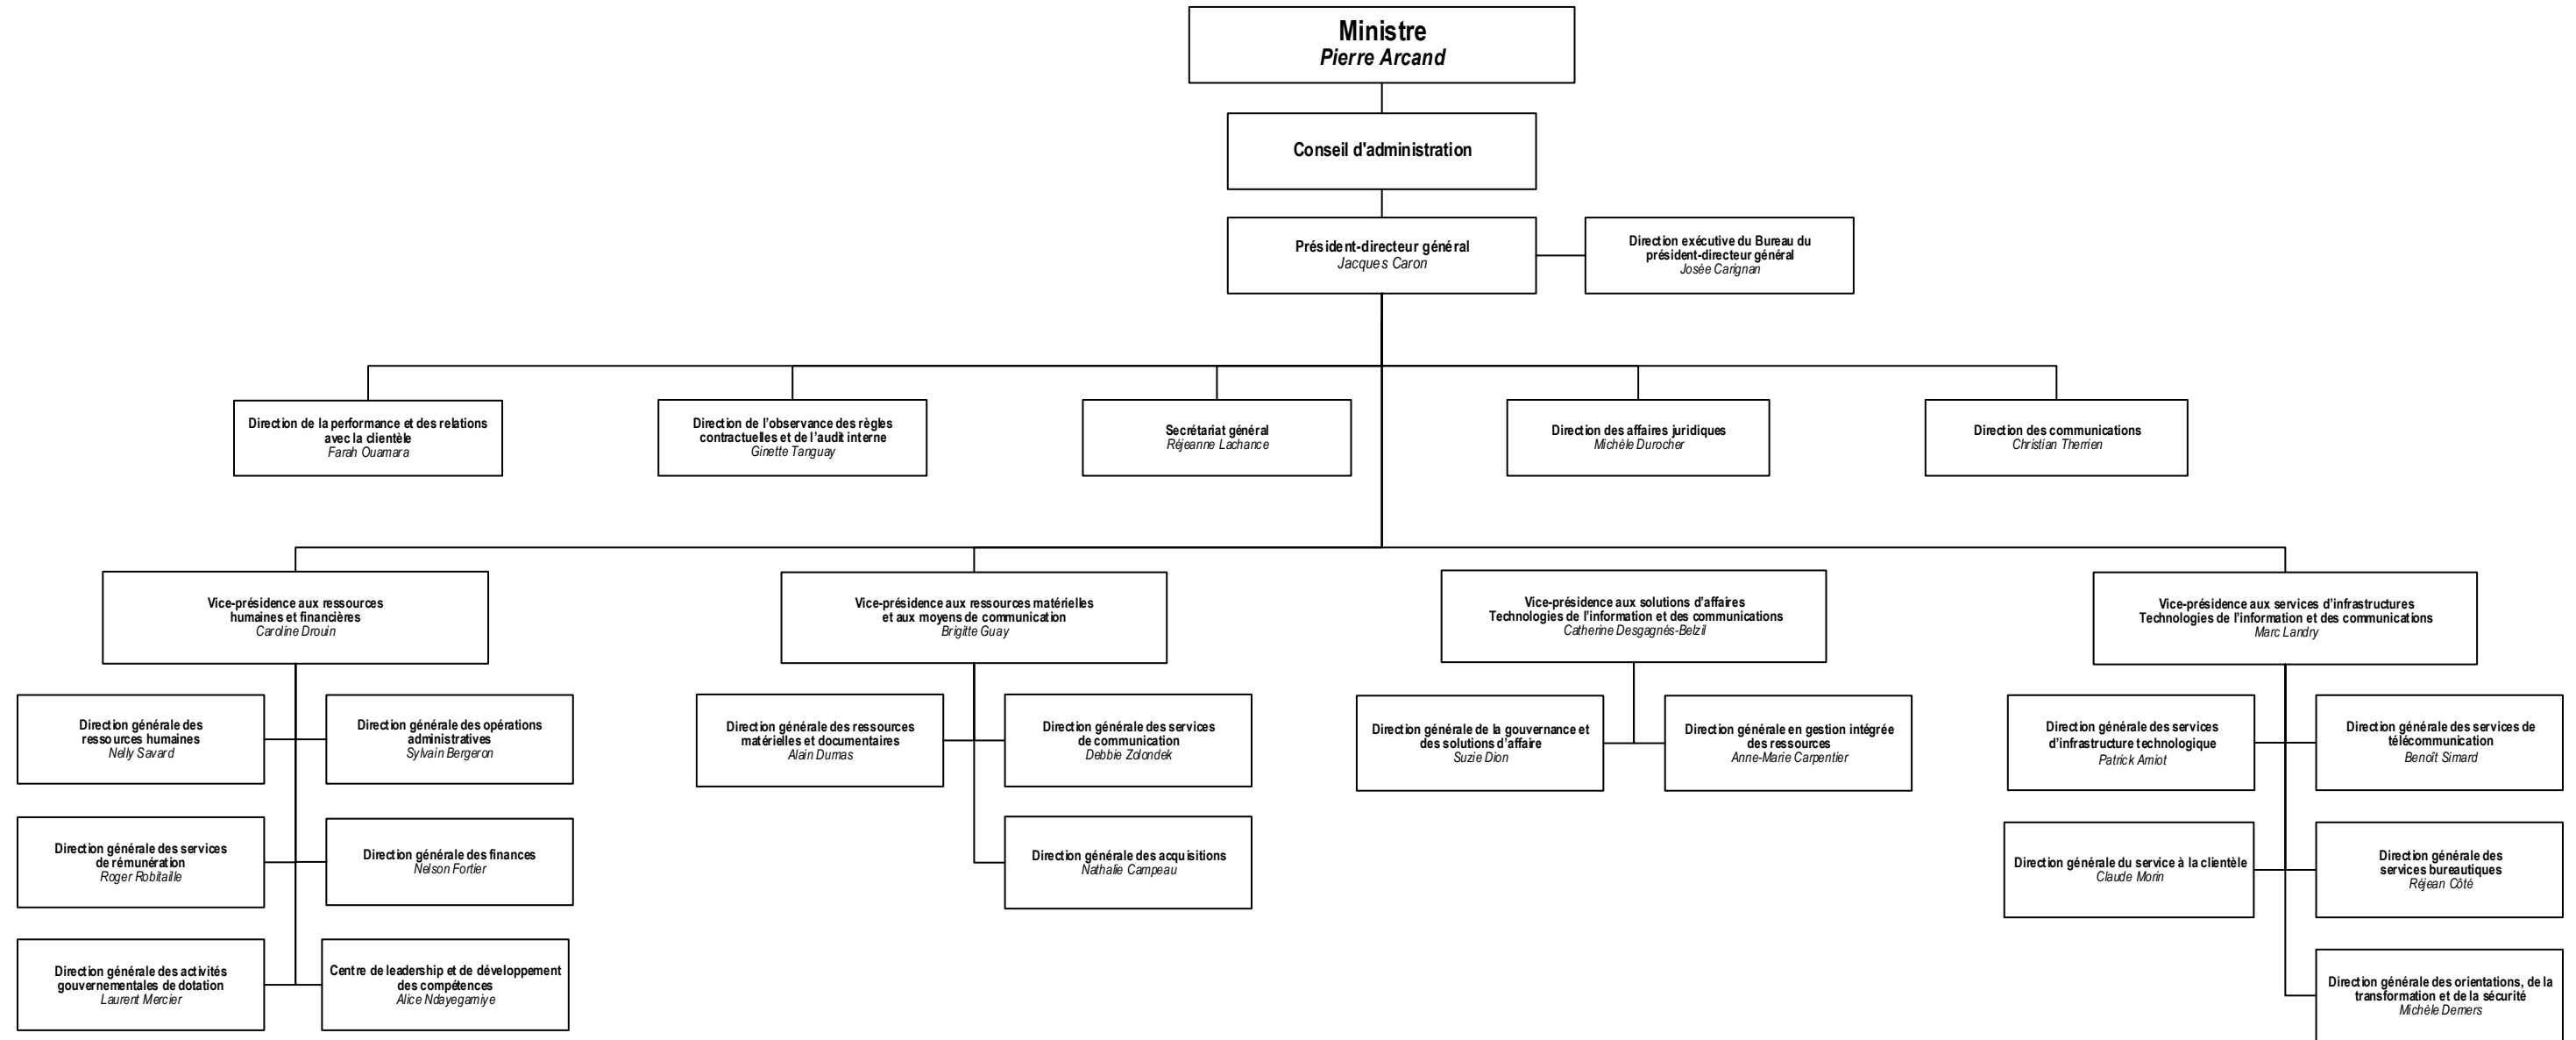 Ministre
Pierre Arcand
Conseil d'administration
Président-directeur général
Jacques Caron
Direction exécutive du Bureau du
président-directeur général
Josée Carignan
Direction de la performance et des relations
avec la clientèle
Farah Ouamara
Direction de l'observance des règles
contractuelles et de l'audit interne
Ginette Tanguay
Secrétariat général
Réjeanne Lachance
Direction des affaires juridiques
Michèle Durocher
Direction des communications
Christian Therrien
Vice-présidence aux ressources
humaines et financières
Caroline Drouin
Vice-présidence aux ressources matérielles
et aux moyens de communication
Brigitte Guay
Vice-présidence aux solutions d'affaires
Technologies de l'information et des communications
Catherine Desgagnés-Belzil
Vice-présidence aux services d'infrastructures
Technologies de l'information et des communications
Marc Landry
Direction générale des
ressources humaines
Nelly Savard
Direction générale des opérations
administratives
Sylvain Bergeron
Direction générale des ressources
matérielles et documentaires
Alain Dumas
Direction générale des services
de communication
Debbie Zolondek
Direction générale de la gouvernance et
des solutions d'affaire
Suzie Dion
Direction générale en gestion intégrée
des ressources
Anne-Marie Carpentier
Direction générale des services
d'infrastructure technologique
Patrick Amiot
Direction générale des services de
télécommunication
Benoît Simard
Direction générale des services
de rémunération
Roger Robitaille
Direction générale des finances
Nelson Fortier
Direction générale des acquisitions
Nathalie Campeau
Direction générale du service à la clientèle
Claude Morin
Direction générale des
services bureautiques
Réjean Côté
Direction générale des activités
gouvernementales de dotation
Laurent Mercier
Centre de leadership et de développement
des compétences
Alice Ndayegamiye
Direction générale des orientations, de la
transformation et de la sécurité
Michèle Demers